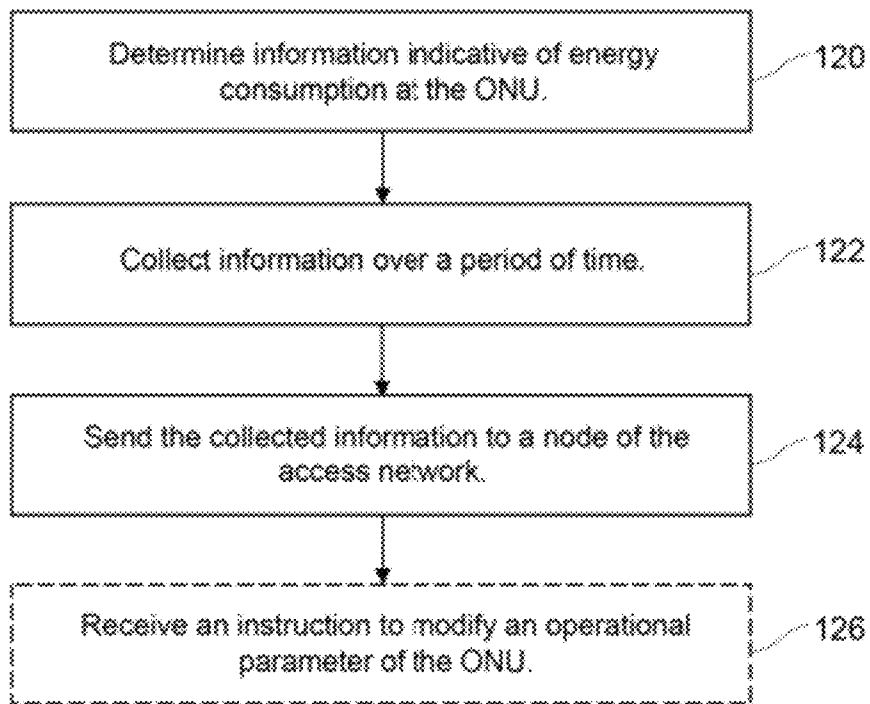 Determine information indicative of energy
consumption at the ONU.
120
Collect information over a period of time.
122
Send the collected information to a node of the
access network.
124
Receive an instruction to modify an operational
parameter of the ONU.
126